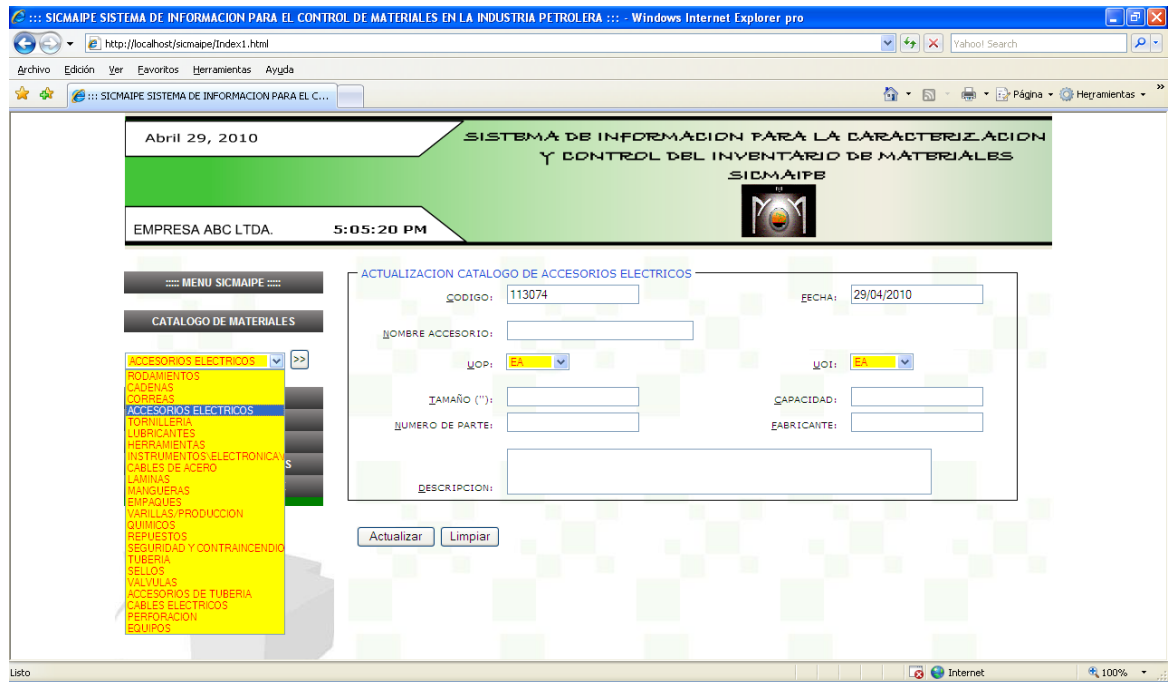 ::: SICMAIPE SISTEMA DE INFORMACION PARA EL CONTROL DE MATERIALES EN LA INDUSTRIA PETROLERA ::: - Windows Internet Explorer pro
http://localhost/sicmaipe/Index1.html
Yahoo! Search
Archivo Edición Ver Favoritos Herramientas Ayuda
::: SICMAIPE SISTEMA DE INFORMACION PARA EL C...
Página Herramientas »
Abril 29, 2010
SISTEMA DE INFORMACION PARA LA CARACTERIZACION
Y CONTROL DEL INVENTARIO DE MATERIALES
SICMAIPE
EMPRESA ABC LTDA. 5:05:20 PM
::::: MENU SICMAIPE :::::
CATALOGO DE MATERIALES
ACCESORIOS ELECTRICOS >>
RODAMIENTOS
CADENAS
CORREAS
ACCESORIOS ELECTRICOS
TORNILLERIA
LUBRICANTES
HERRAMIENTAS
INSTRUMENTOS\ELECTRONICA\
CABLES DE ACERO
S
LAMINAS
MANGUERAS
EMPAQUES
VARILLAS/PRODUCCION
QUIMICOS
REPUESTOS
SEGURIDAD Y CONTRAINCENDIO
TUBERIA
SELLOS
VALVULAS
ACCESORIOS DE TUBERIA
CABLES ELECTRICOS
PERFORACION
EQUIPOS
ACTUALIZACION CATALOGO DE ACCESORIOS ELECTRICOS
CODIGO: 113074 FECHA: 29/04/2010
NOMBRE ACCESORIO:
UOP: EA UOI: EA
TAMAÑO ("): CAPACIDAD:
NUMERO DE PARTE: FABRICANTE:
DESCRIPCION:
Actualizar Limpiar
Listo Internet 100%